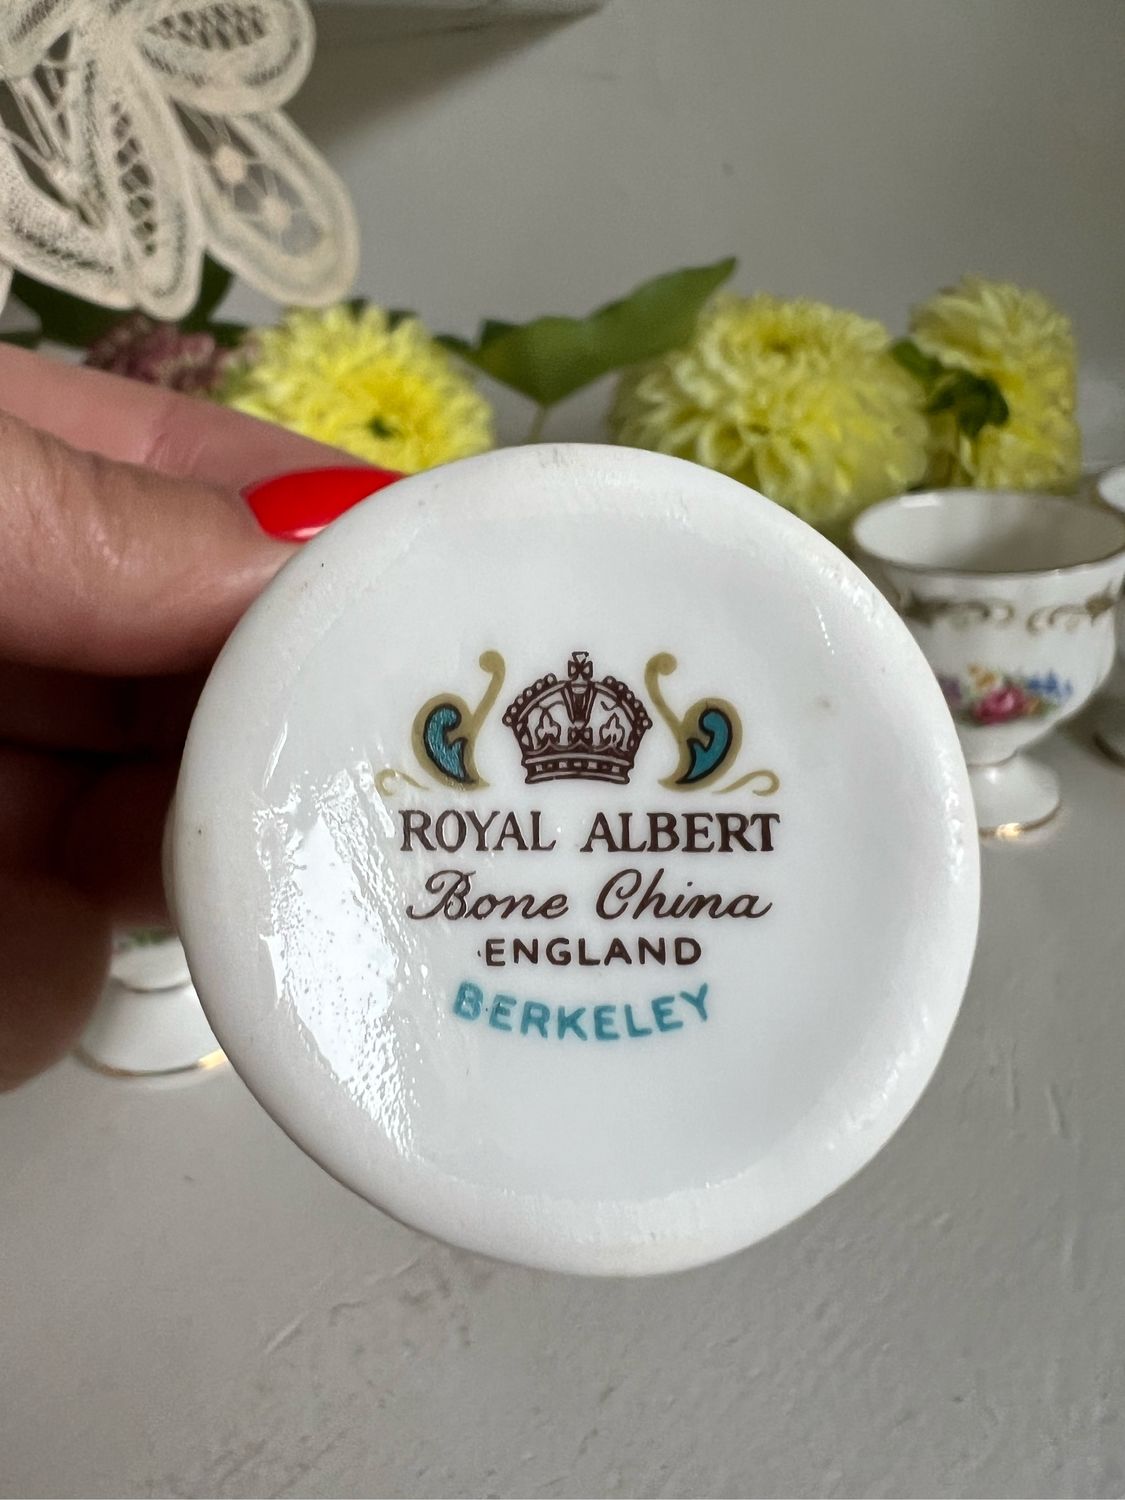 ROYAL ALBERT
Bone China
ENGLAND
BERKELEY